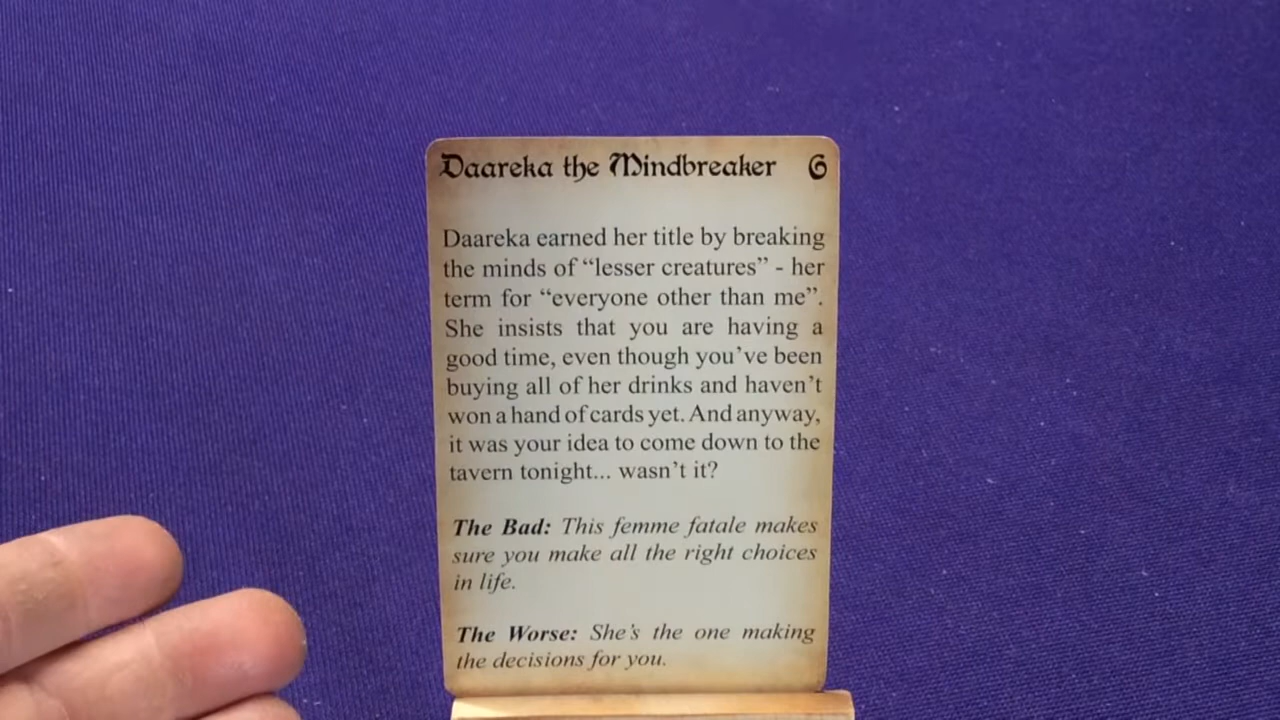 Daareka the Mindbreaker 6
Daareka earned her title by breaking
the minds of “lesser creatures” - her
term for “everyone other than me”.
She insists that you are having a
good time, even though you’ve been
buying all of her drinks and haven’t
won a hand of cards yet. And anyway,
it was your idea to come down to the
tavern tonight... wasn’t it?
The Bad: This femme fatale makes
sure you make all the right choices
in life.
The Worse: She’s the one making
the decisions for you.